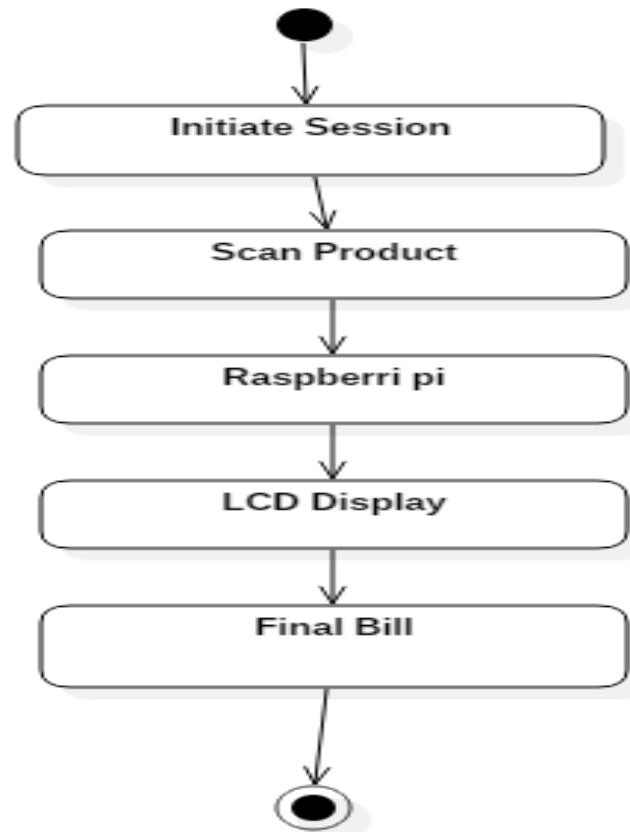 Initiate Session
Scan Product
Raspberri pi
LCD Display
Final Bill